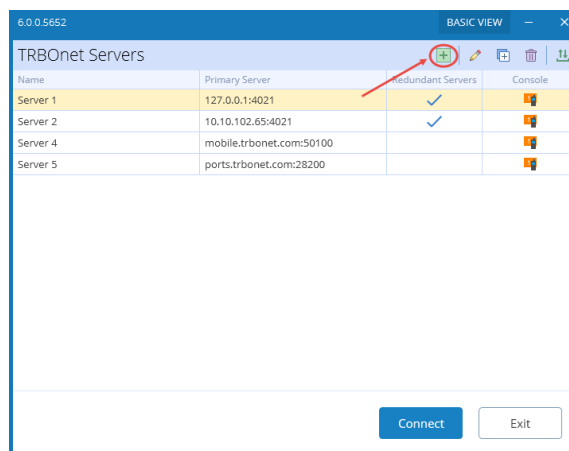 6.0.0.5652 BASIC VIEW
TRBOnet Servers
Name Primary Server Redundant Servers Console
Server 1 127.0.0.1:4021
Server 2 10.10.102.65:4021
Server 4 mobile.trbonet.com:50100
Server 5 ports.trbonet.com:28200
Connect Exit